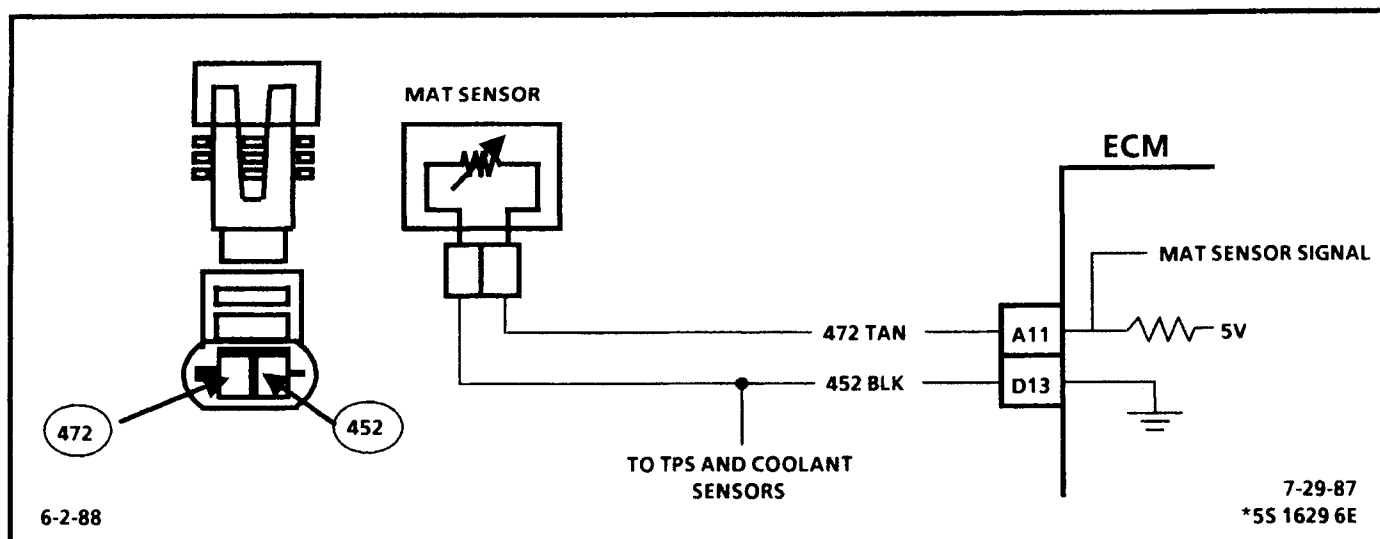 MAT SENSOR
ECM
MAT SENSOR SIGNAL
472 TAN
A11
5V
452 BLK
D13
472
452
TO TPS AND COOLANT
SENSORS
6-2-88
7-29-87
*5S 1629 6E